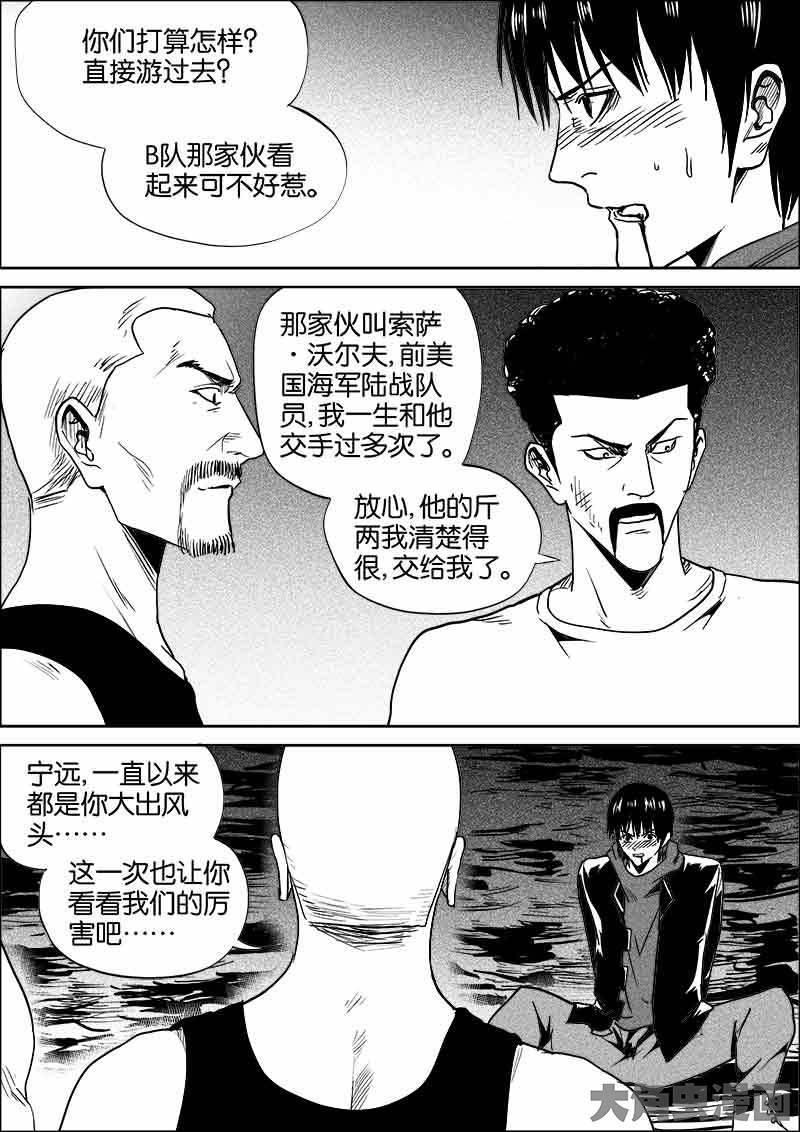 你们打算怎样?
直接游过去?
B队那家伙看
起来可不好惹。
那家伙叫索萨
·沃尔夫,前美
国海军陆战队
员,我一生和他
交手过多次了。
放心,他的斤
两我清楚得
很,交给我了。
宁远,一直以来
都是你大出风
头……
这一次也让你
看看我们的厉
害吧……
大角虫漫画